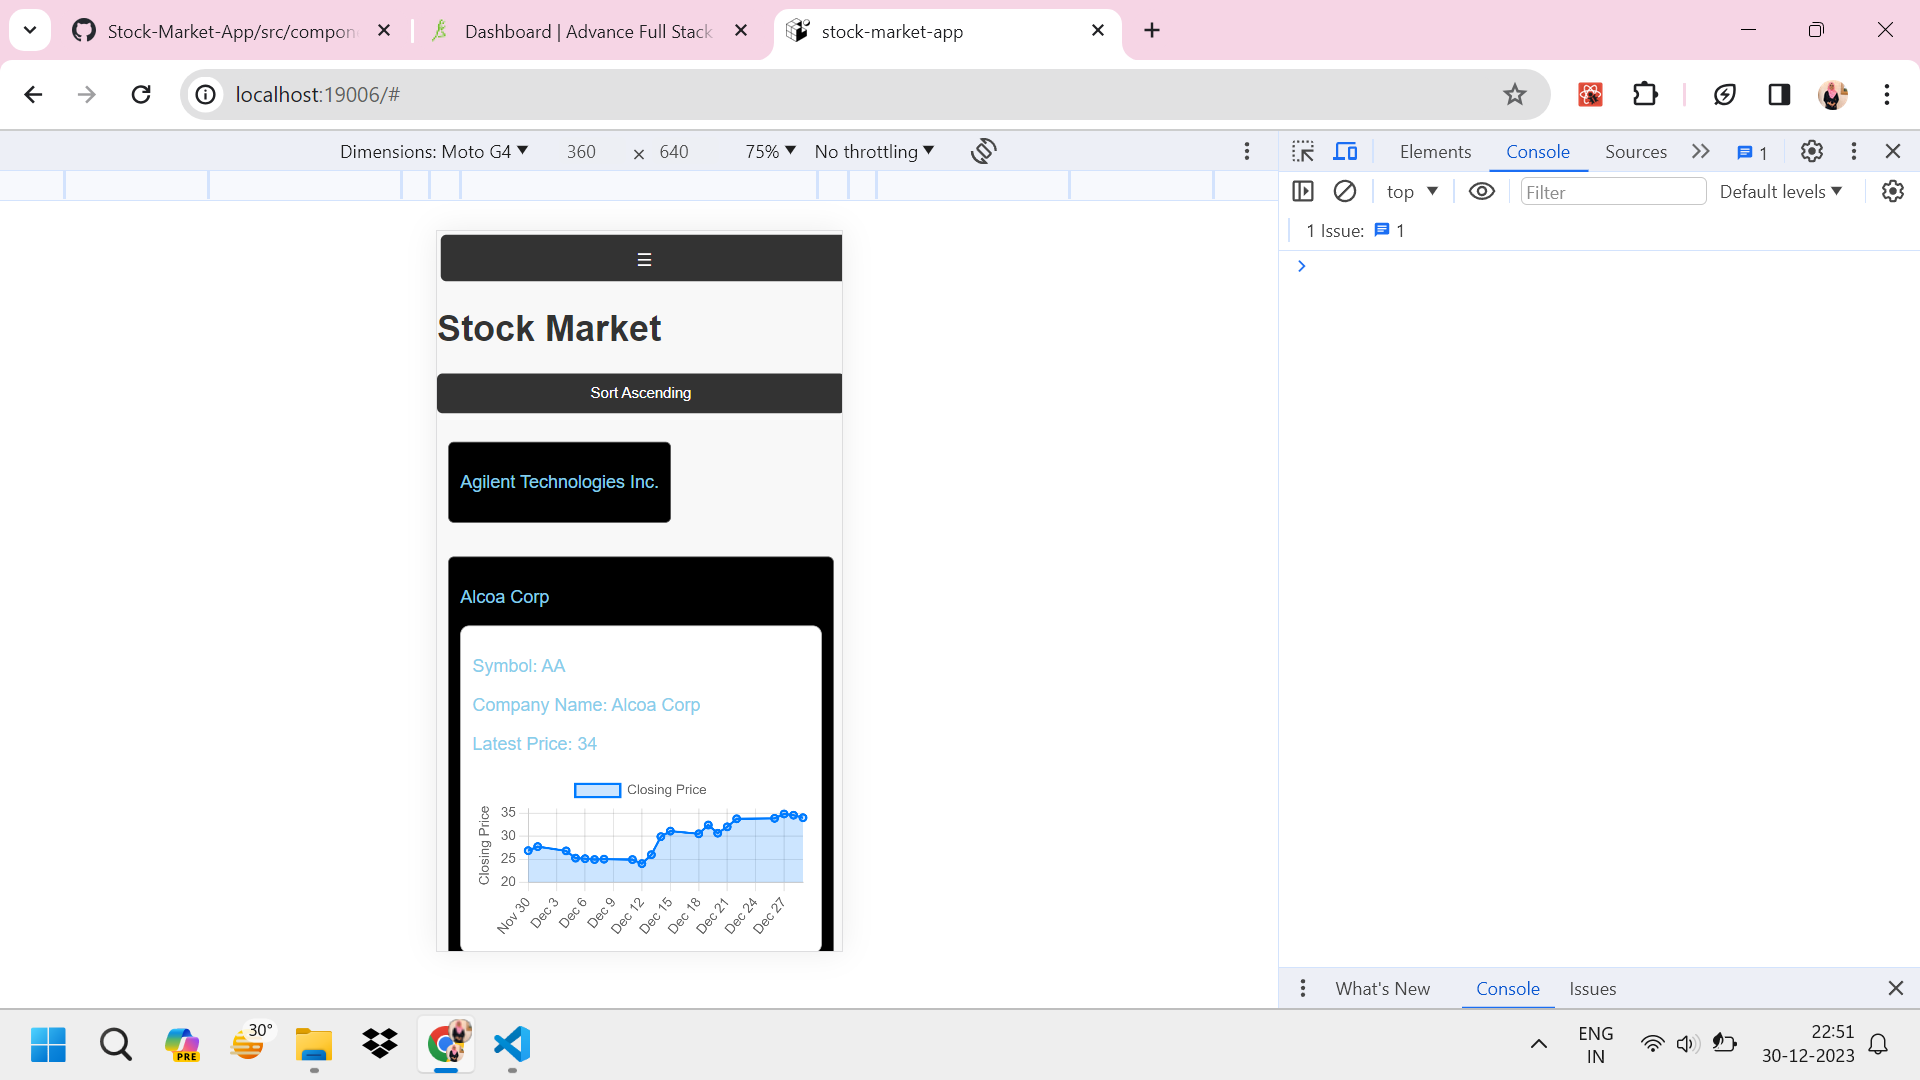 Stock-Market-App/src/compon
Dashboard | Advance Full Stack
stock-market-app
localhost:19006/#
Dimensions: Moto G4 360 × 640 75% No throttling
Elements Console Sources 1
top Filter Default levels
1 Issue: 1
Stock Market
Sort Ascending
Agilent Technologies Inc.
Alcoa Corp
Symbol: AA
Company Name: Alcoa Corp
Latest Price: 34
Closing Price
Closing Price
35
30
25
20
Nov 30 Dec 3 Dec 6 Dec 9 Dec 12 Dec 15 Dec 18 Dec 21 Dec 24 Dec 27
What's New Console Issues
PRE
30°
ENG
IN
22:51
30-12-2023